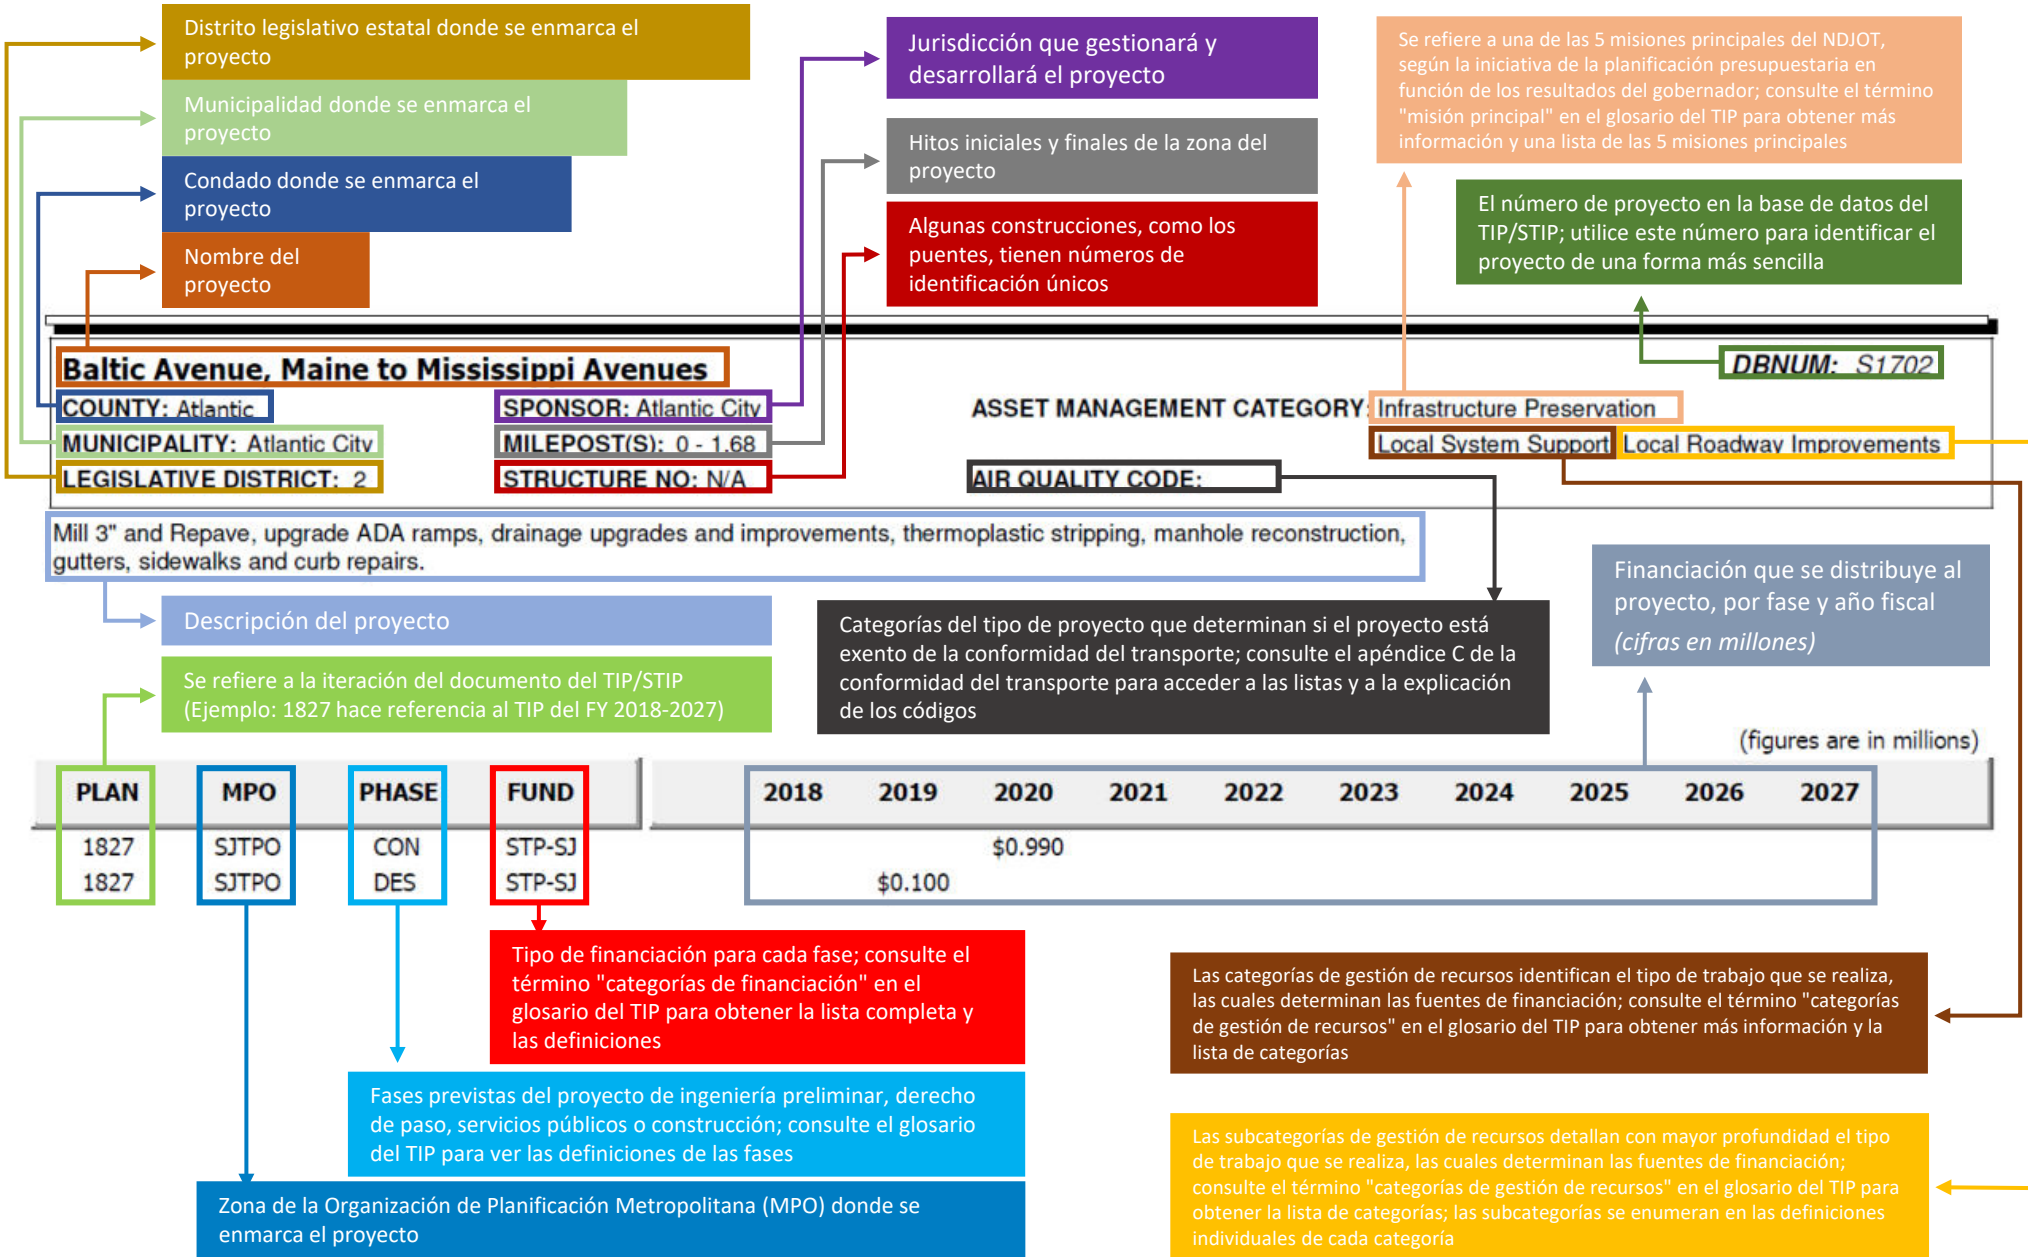 Distrito legislativo estatal donde se enmarca el
proyecto
Municipalidad donde se enmarca el
proyecto
Condado donde se enmarca el
proyecto
Nombre del
proyecto
Jurisdicción que gestionará y
desarrollará el proyecto
Hitos iniciales y finales de la zona del
proyecto
Algunas construcciones, como los
puentes, tienen números de
identificación únicos
Se refiere a una de las 5 misiones principales del NDJOT,
según la iniciativa de la planificación presupuestaria en
función de los resultados del gobernador; consulte el término
"misión principal" en el glosario del TIP para obtener más
información y una lista de las 5 misiones principales
El número de proyecto en la base de datos del
TIP/STIP; utilice este número para identificar el
proyecto de una forma más sencilla
Baltic Avenue, Maine to Mississippi Avenues
DBNUM: S1702
COUNTY: Atlantic
SPONSOR: Atlantic City
ASSET MANAGEMENT CATEGORY: Infrastructure Preservation
MUNICIPALITY: Atlantic City
MILEPOST(S): 0 - 1.68
Local System Support Local Roadway Improvements
LEGISLATIVE DISTRICT: 2
STRUCTURE NO: N/A
AIR QUALITY CODE:
Mill 3" and Repave, upgrade ADA ramps, drainage upgrades and improvements, thermoplastic stripping, manhole reconstruction,
gutters, sidewalks and curb repairs.
Descripción del proyecto
Se refiere a la iteración del documento del TIP/STIP
(Ejemplo: 1827 hace referencia al TIP del FY 2018-2027)
Categorías del tipo de proyecto que determinan si el proyecto está
exento de la conformidad del transporte; consulte el apéndice C de la
conformidad del transporte para acceder a las listas y a la explicación
de los códigos
Financiación que se distribuye al
proyecto, por fase y año fiscal
(cifras en millones)
(figures are in millions)
PLAN MPO PHASE FUND 2018 2019 2020 2021 2022 2023 2024 2025 2026 2027
1827 SJTPO CON STP-SJ $0.990
1827 SJTPO DES STP-SJ $0.100
Tipo de financiación para cada fase; consulte el
término "categorías de financiación" en el
glosario del TIP para obtener la lista completa y
las definiciones
Fases previstas del proyecto de ingeniería preliminar, derecho
de paso, servicios públicos o construcción; consulte el glosario
del TIP para ver las definiciones de las fases
Zona de la Organización de Planificación Metropolitana (MPO) donde se
enmarca el proyecto
Las categorías de gestión de recursos identifican el tipo de trabajo que se realiza,
las cuales determinan las fuentes de financiación; consulte el término "categorías
de gestión de recursos" en el glosario del TIP para obtener más información y la
lista de categorías
Las subcategorías de gestión de recursos detallan con mayor profundidad el tipo
de trabajo que se realiza, las cuales determinan las fuentes de financiación;
consulte el término "categorías de gestión de recursos" en el glosario del TIP para
obtener la lista de categorías; las subcategorías se enumeran en las definiciones
individuales de cada categoría